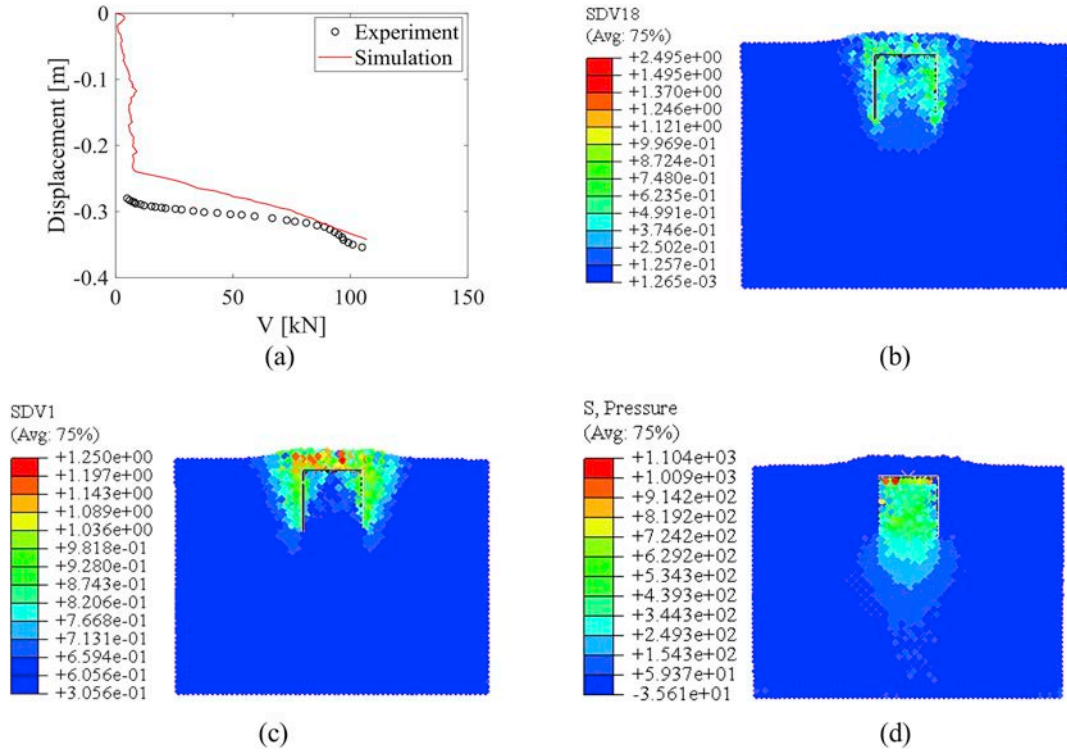 0
-0.1
-0.2
-0.3
-0.4
Displacement [m]
Experiment
Simulation
0
50
100
150
V [kN]
(a)
SDV18
(Avg: 75%)
+2.495e+00
+1.495e+00
+1.370e+00
+1.246e+00
+1.121e+00
+9.969e-01
+8.724e-01
+7.480e-01
+6.235e-01
+4.991e-01
+3.746e-01
+2.502e-01
+1.257e-01
+1.265e-03
(b)
SDV1
(Avg: 75%)
+1.250e+00
+1.197e+00
+1.143e+00
+1.089e+00
+1.036e+00
+9.818e-01
+9.280e-01
+8.743e-01
+8.206e-01
+7.668e-01
+7.131e-01
+6.594e-01
+6.056e-01
+3.056e-01
(c)
S, Pressure
(Avg: 75%)
+1.104e+03
+1.009e+03
+9.142e+02
+8.192e+02
+7.242e+02
+6.292e+02
+5.343e+02
+4.393e+02
+3.443e+02
+2.493e+02
+1.543e+02
+5.937e+01
-3.561e+01
(d)